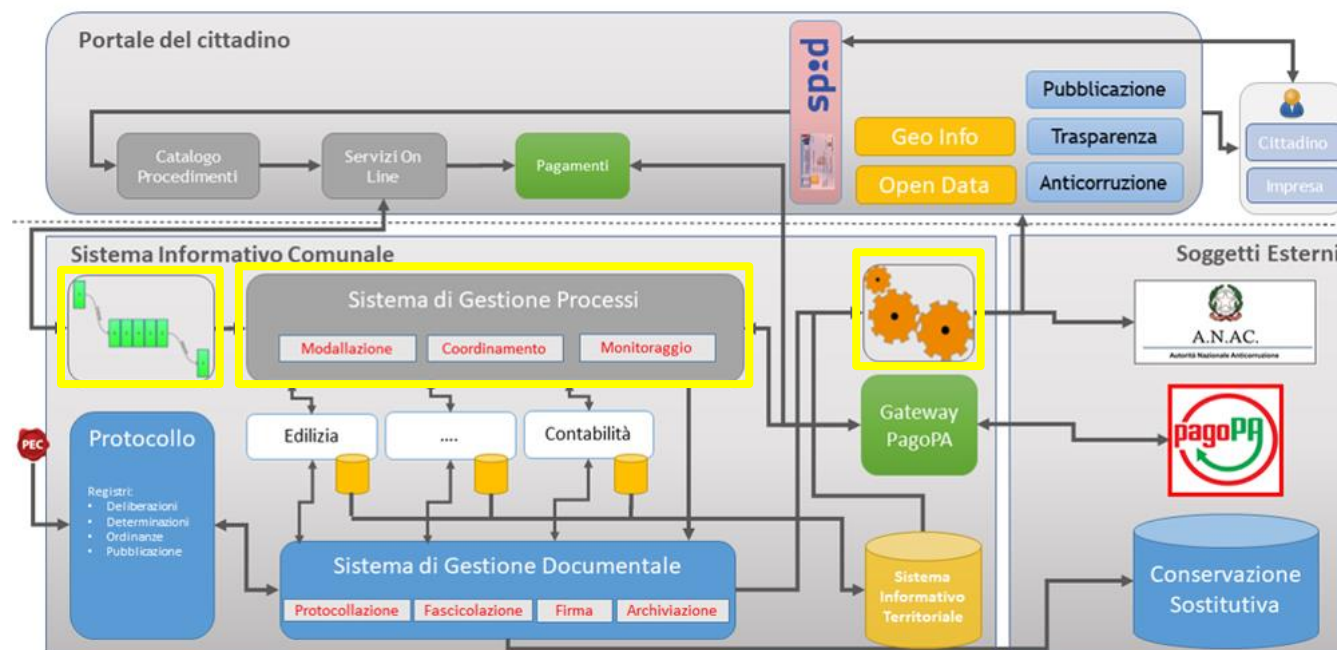 Portale del cittadino
spid
Pubblicazione
Geo Info
Trasparenza
Cittadino
Catalogo
Procedimenti
Servizi On
Line
Pagamenti
Open Data
Anticorruzione
Impresa
Sistema Informativo Comunale
Soggetti Esterni
Sistema di Gestione Processi
Modallazione
Coordinamento
Monitoraggio
A.N.AC.
Autorità Nazionale Anticorruzione
PEC
Protocollo
Registri:
• Deliberazioni
• Determinazioni
• Ordinanze
• Pubblicazione
Edilizia
....
Contabilità
Gateway
PagoPA
pagoPA
Sistema di Gestione Documentale
Protocollazione
Fascicolazione
Firma
Archiviazione
Sistema
Informativo
Territoriale
Conservazione
Sostitutiva